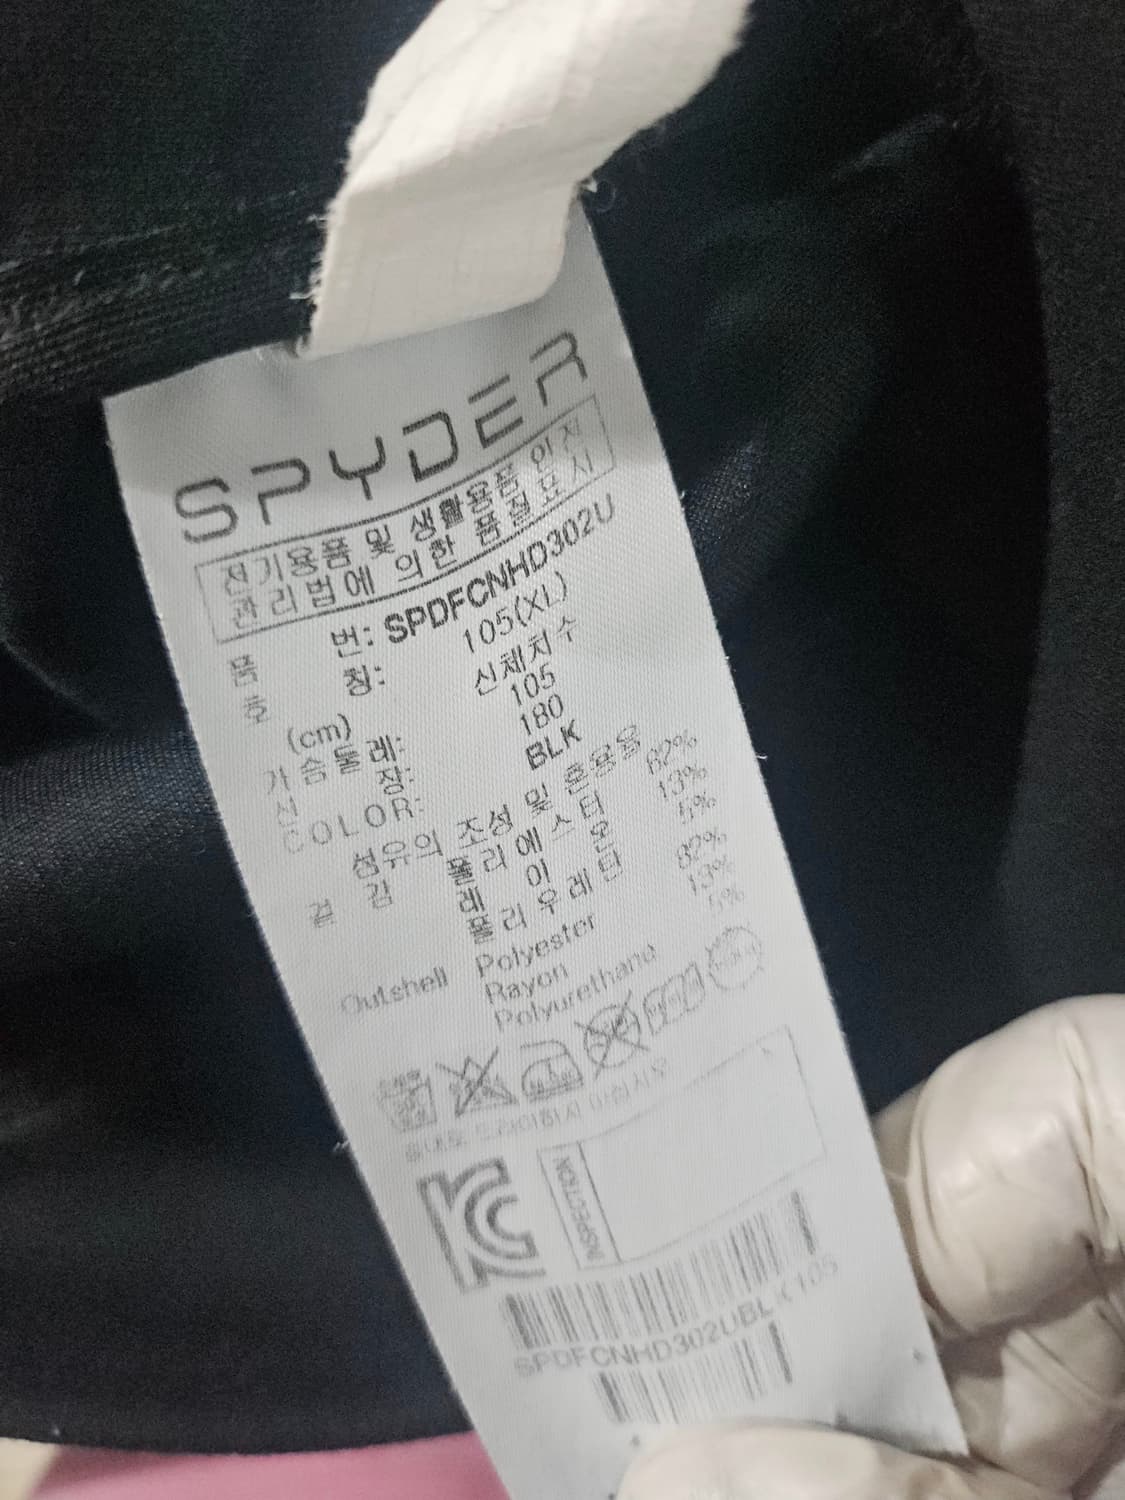 SPYDER
전기용품 및 생활용품 안전
관리법에 의한 품질표시
품 번: SPDFCNHD302U
호 칭: 105(XL)
(cm) 신체치수
가슴둘레: 105
신 장: 180
COLOR: BLK
섬유의 조성 및 혼용율
겉 감 폴리에스터 82%
레 이 온 13%
폴리우레탄 5%
Outshell Polyester 82%
Rayon 13%
Polyurethane 5%
INSPECTION
SPDFCNHD302UBLK105